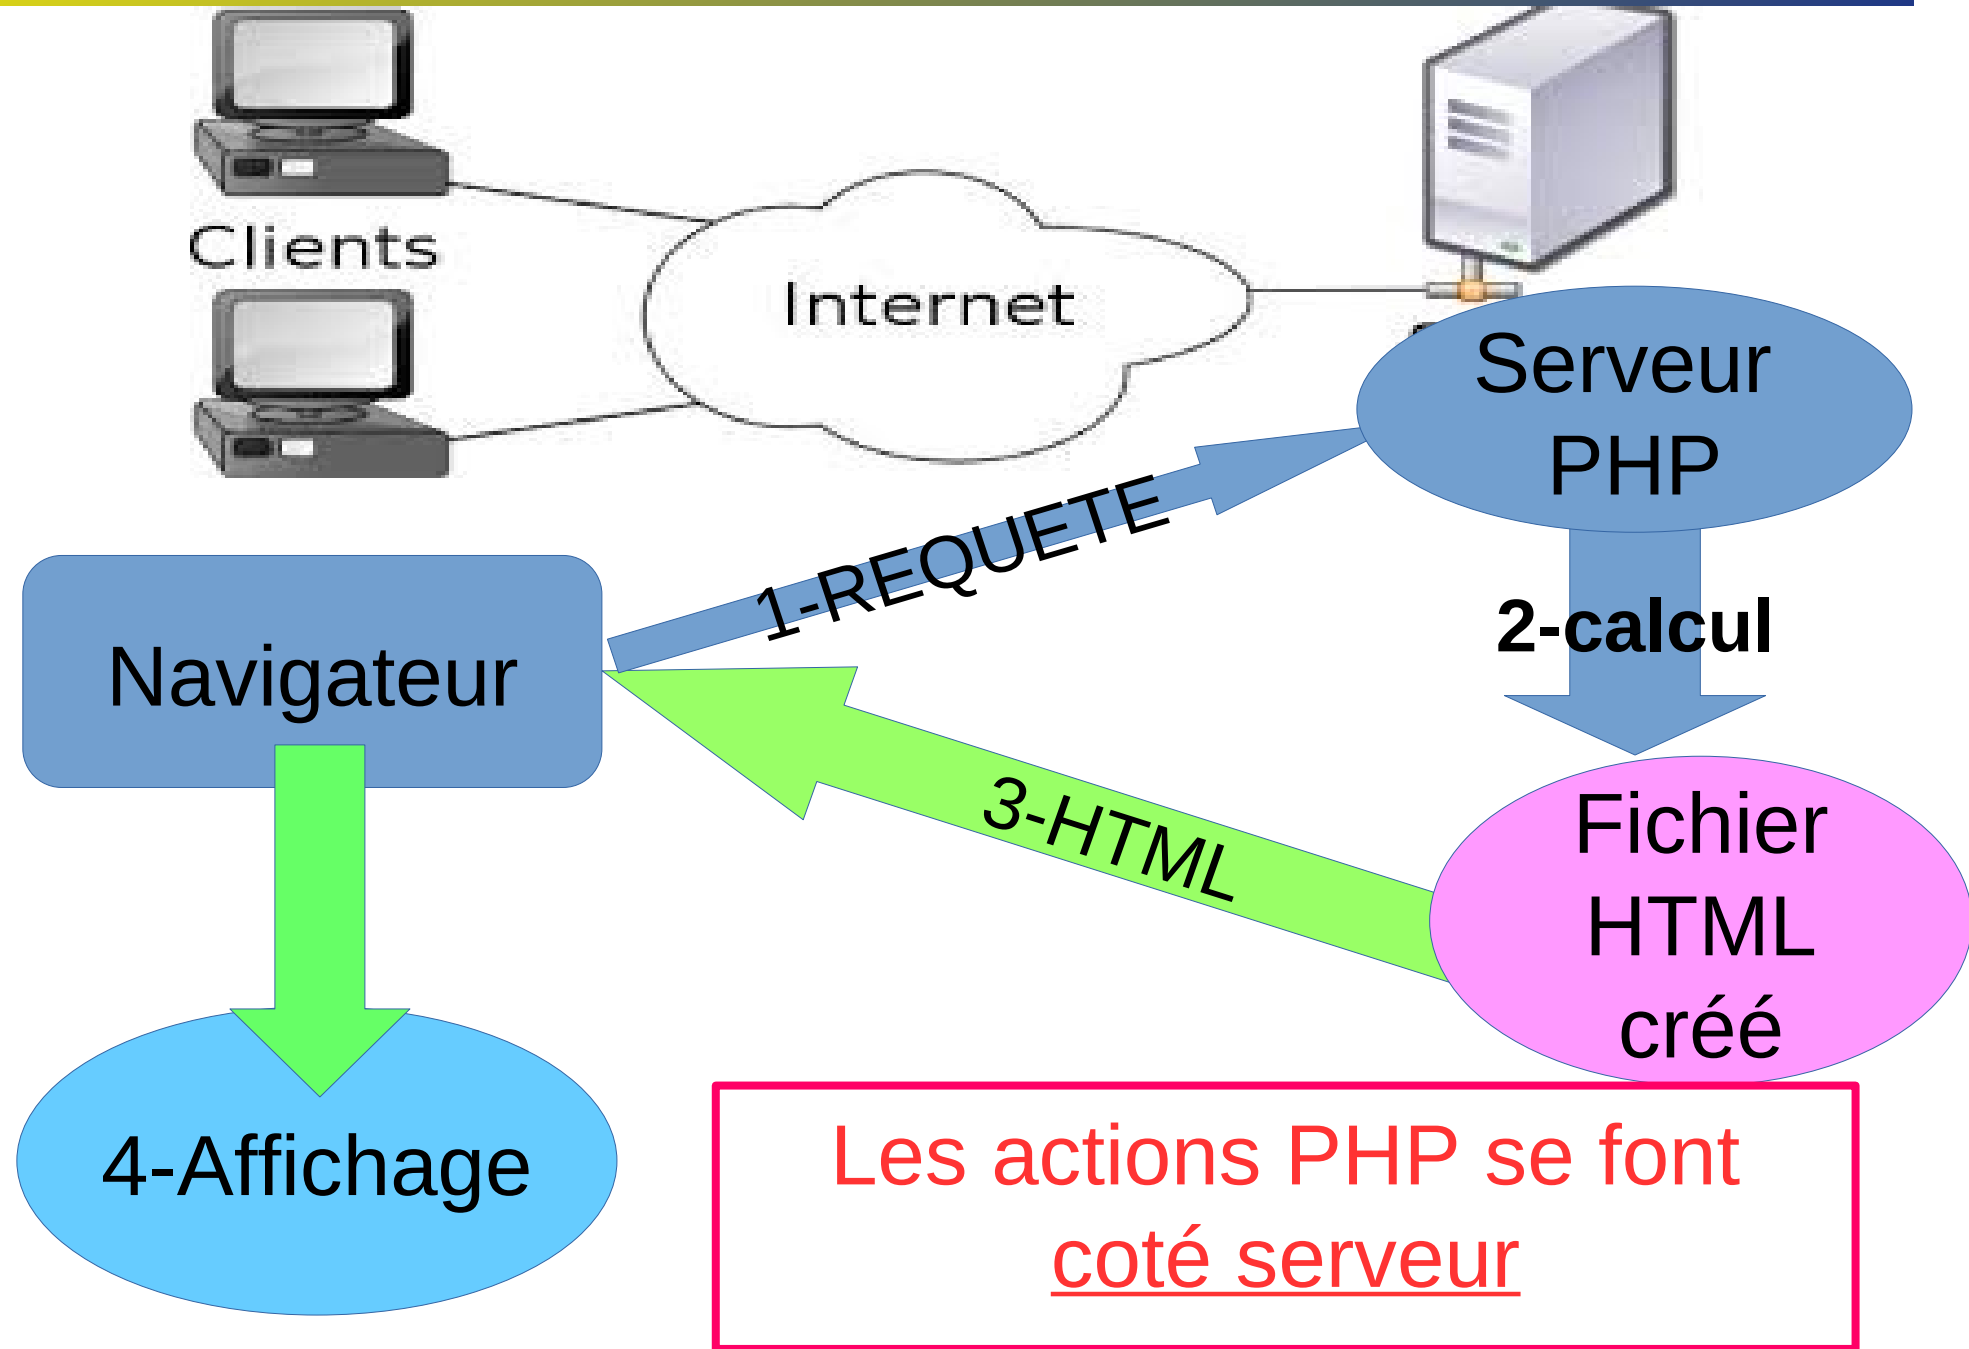 Clients
Internet
Serveur
PHP
1-REQUETE
2-calcul
Navigateur
3-HTML
Fichier
HTML
créé
4-Affichage
Les actions PHP se font
coté serveur